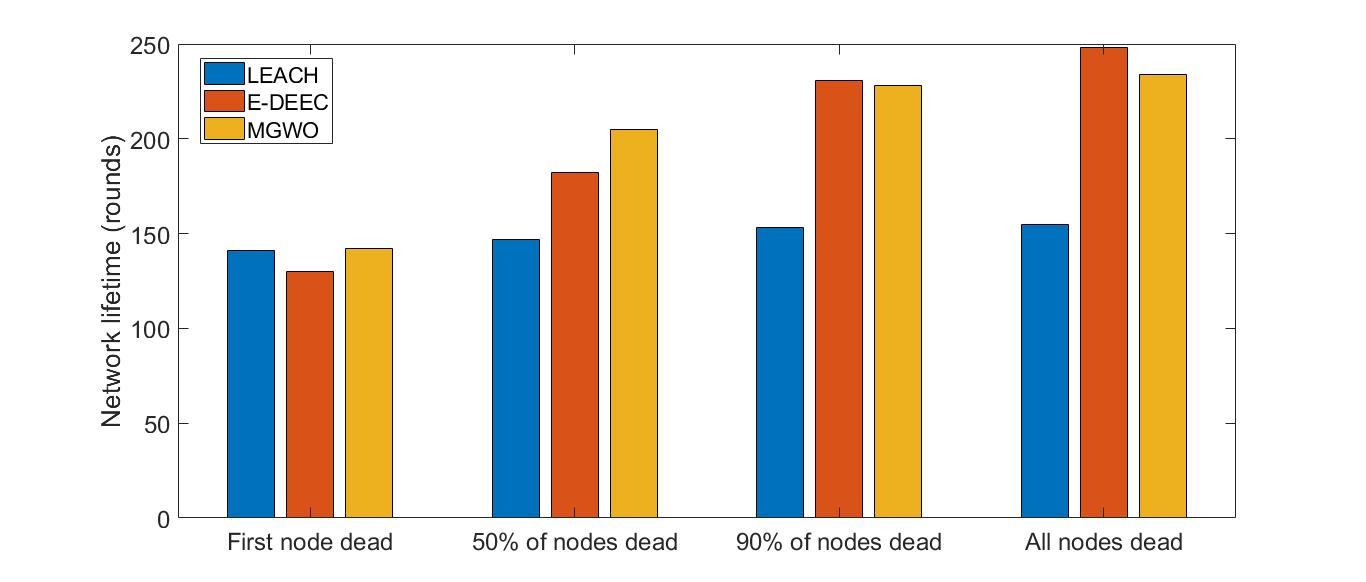 250
200
150
100
50
0
Network lifetime (rounds)
LEACH
E-DEEC
MGWO
First node dead
50% of nodes dead
90% of nodes dead
All nodes dead